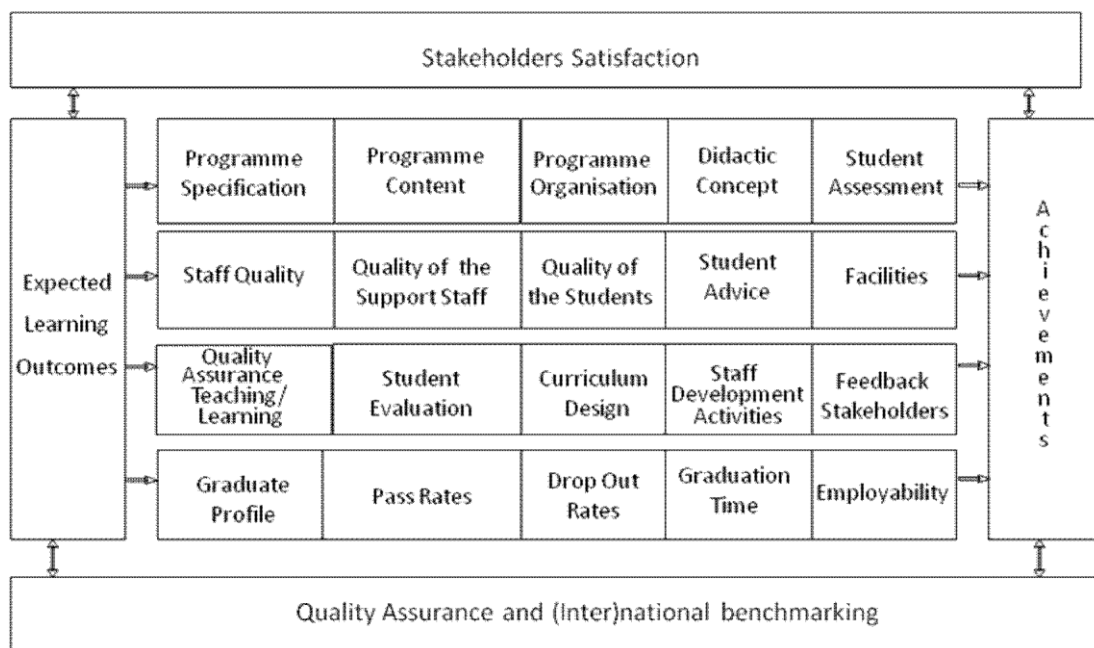 Stakeholders Satisfaction
Expected
Learning
Outcomes
Programme
Specification
Programme
Content
Programme
Organisation
Didactic
Concept
Student
Assessment
Staff Quality
Quality of the
Support Staff
Quality of
the Students
Student
Advice
Facilities
Quality
Assurance
Teaching/
Learning
Student
Evaluation
Curriculum
Design
Staff
Development
Activities
Feedback
Stakeholders
Graduate
Profile
Pass Rates
Drop Out
Rates
Graduation
Time
Employability
Achievements
Quality Assurance and (Inter)national benchmarking